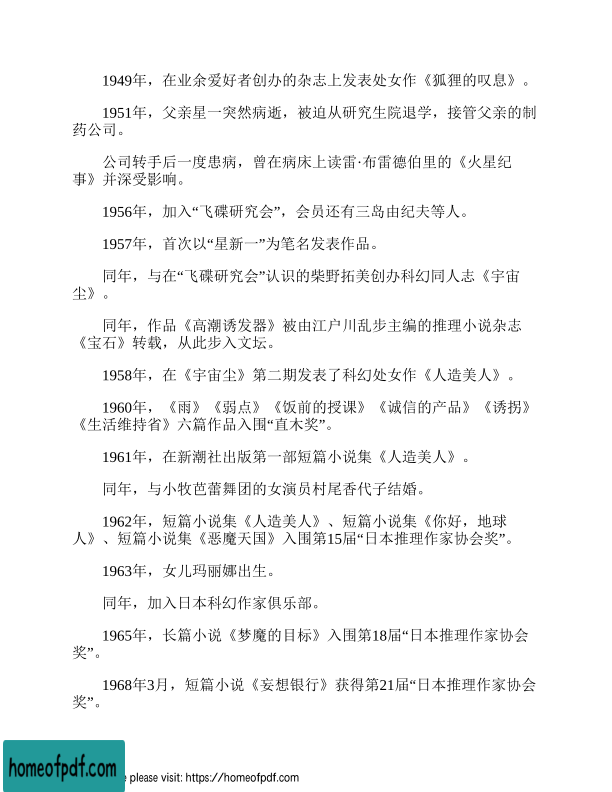 1949年，在业余爱好者创办的杂志上发表处女作《狐狸的叹息》。
1951年，父亲星一突然病逝，被迫从研究生院退学，接管父亲的制
药公司。
公司转手后一度患病，曾在病床上读雷·布雷德伯里的《火星纪
事》并深受影响。
1956年，加入“飞碟研究会”，会员还有三岛由纪夫等人。
1957年，首次以“星新一”为笔名发表作品。
同年，与在“飞碟研究会”认识的柴野拓美创办科幻同人志《宇宙
尘》。
同年，作品《高潮诱发器》被由江户川乱步主编的推理小说杂志
《宝石》转载，从此步入文坛。
1958年，在《宇宙尘》第二期发表了科幻处女作《人造美人》。
1960年，《雨》《弱点》《饭前的授课》《诚信的产品》《诱拐》
《生活维持省》六篇作品入围“直木奖”。
1961年，在新潮社出版第一部短篇小说集《人造美人》。
同年，与小牧芭蕾舞团的女演员村尾香代子结婚。
1962年，短篇小说集《人造美人》、短篇小说集《你好，地球
人》、短篇小说集《恶魔天国》入围第15届“日本推理作家协会奖”。
1963年，女儿玛丽娜出生。
同年，加入日本科幻作家俱乐部。
1965年，长篇小说《梦魔的目标》入围第18届“日本推理作家协会
奖”。
1968年3月，短篇小说《妄想银行》获得第21届“日本推理作家协会
奖”。
homeofpdf.com
please visit: https://homeofpdf.com